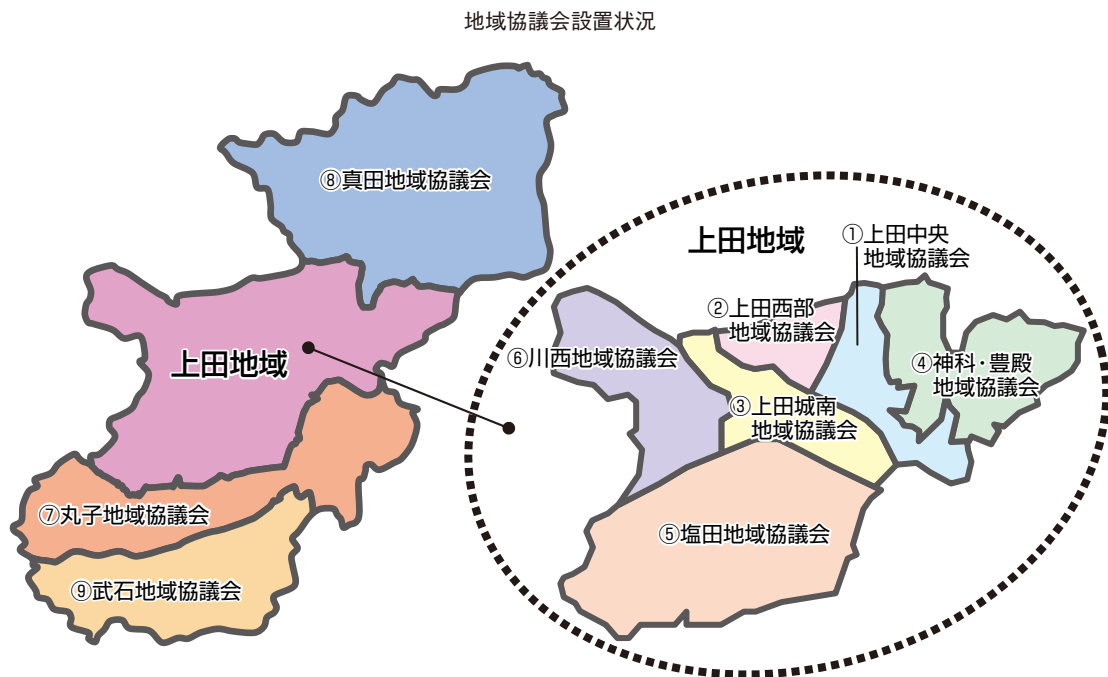 地域協議会設置状況
⑧真田地域協議会
上田地域
⑦丸子地域協議会
⑨武石地域協議会
上田地域
①上田中央
地域協議会
②上田西部
地域協議会
⑥川西地域協議会
④神科・豊殿
地域協議会
③上田城南
地域協議会
⑤塩田地域協議会